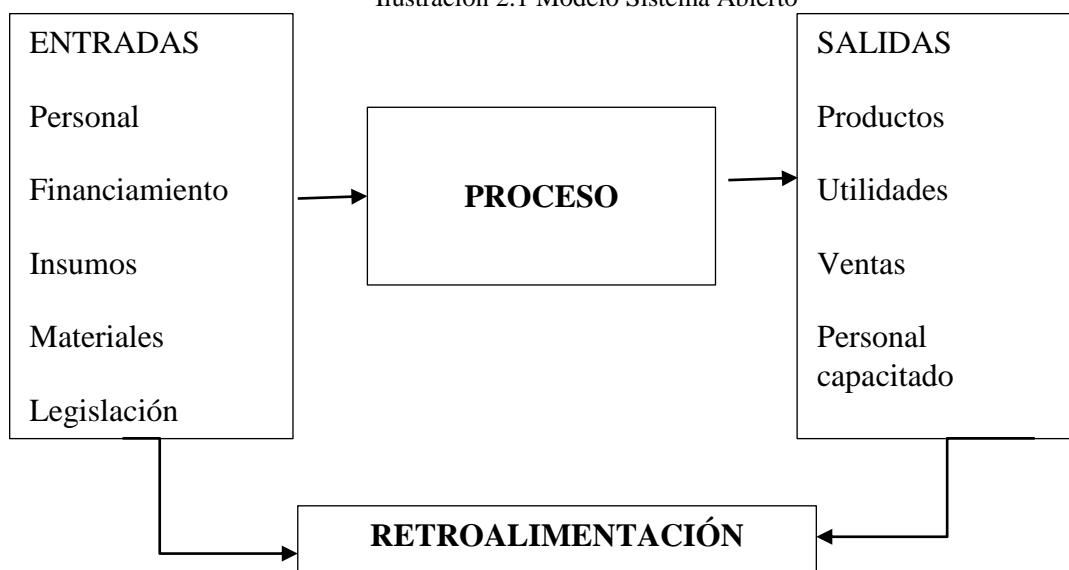 Ilustración 2.1 Modelo Sistema Abierto
ENTRADAS
Personal
Financiamiento
Insumos
Materiales
Legislación
PROCESO
SALIDAS
Productos
Utilidades
Ventas
Personal
capacitado
RETROALIMENTACIÓN